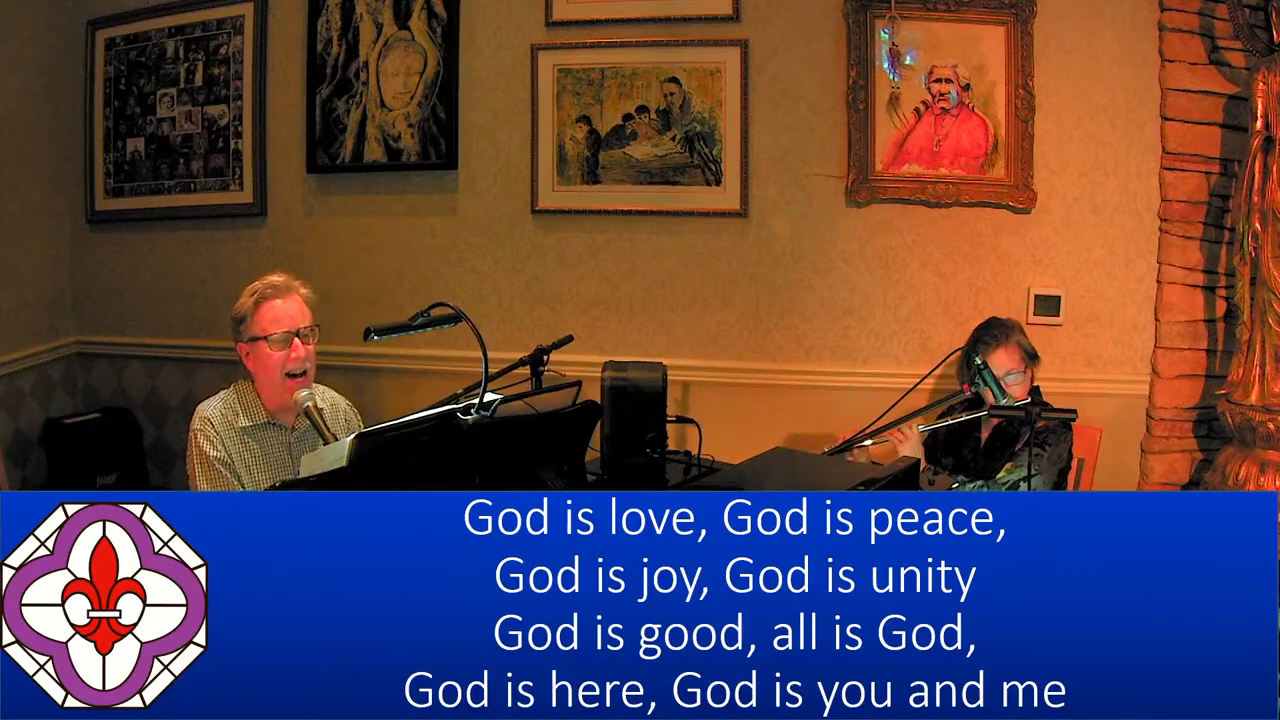 God is love, God is peace,
God is joy, God is unity
God is good, all is God,
God is here, God is you and me